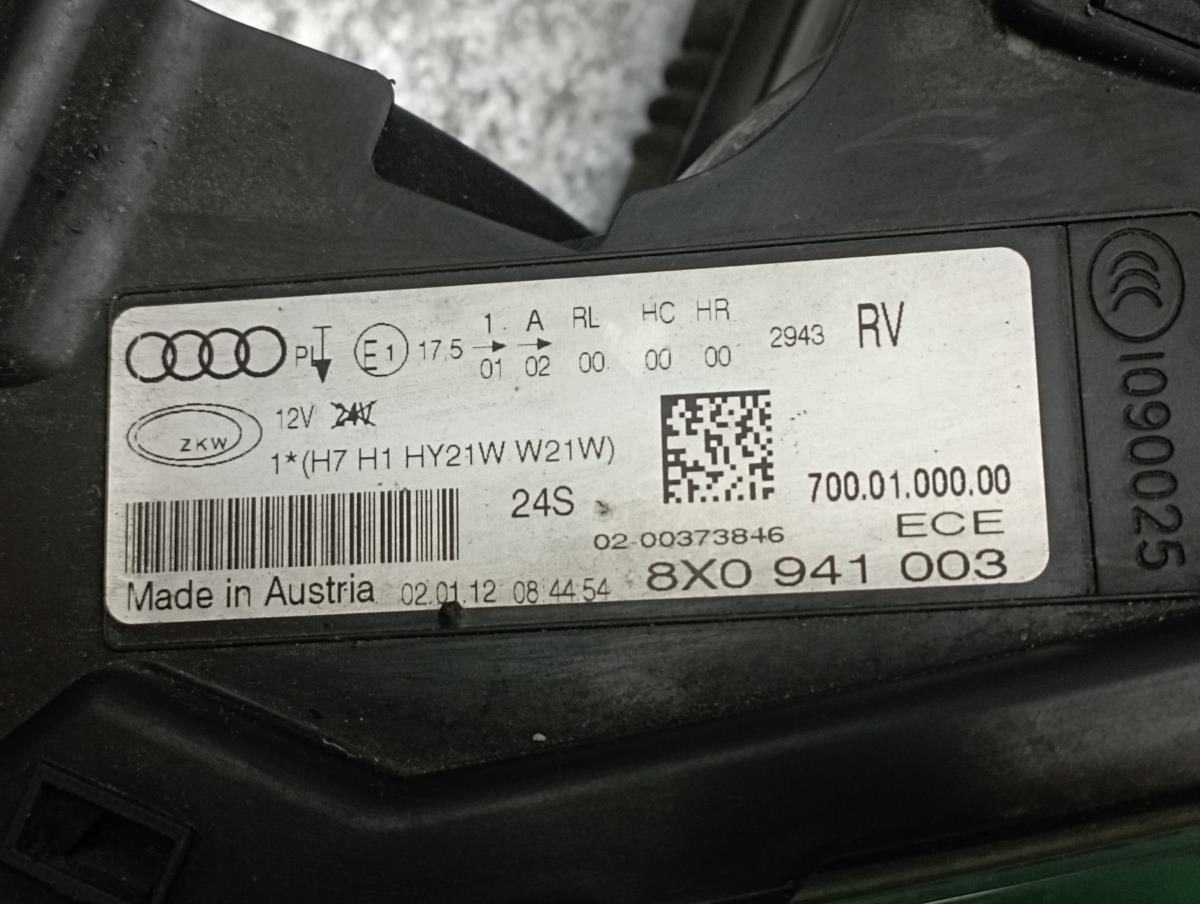 1 A RL HC HR
PL E1 17.5 01 02 00 00 00 2943 RV
ZKW 12V 24V
1*(H7 H1 HY21W W21W)
24S 700.01.000.00
02-00373846 ECE
Made in Austria 02.01.12 08:44:54 8X0 941 003
CCC
I090025